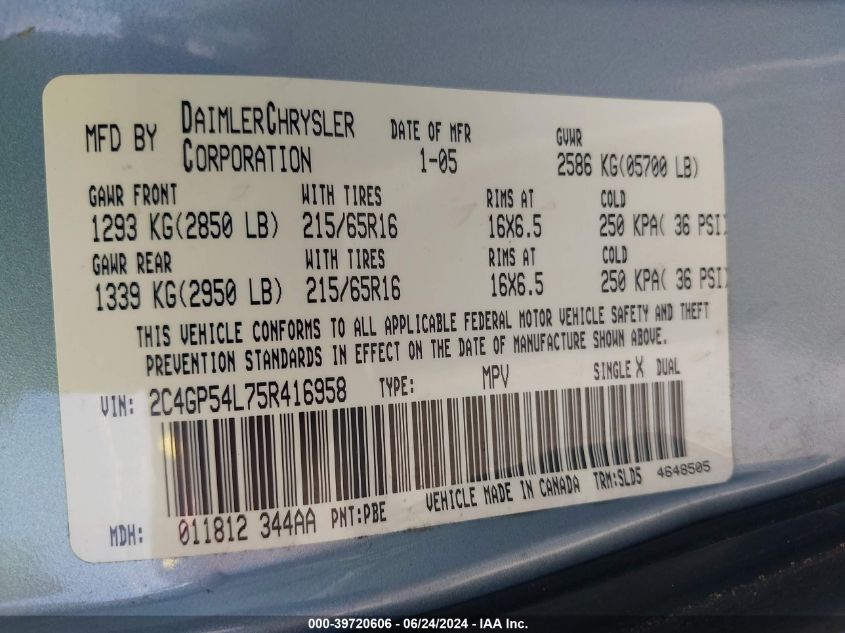 MFD BY DAIMLERCHRYSLER CORPORATION DATE OF MFR 1-05 GVWR 2586 KG(05700 LB)
GAWR FRONT WITH TIRES RIMS AT COLD
1293 KG(2850 LB) 215/65R16 16X6.5 250 KPA( 36 PSI)
GAWR REAR WITH TIRES RIMS AT COLD
1339 KG(2950 LB) 215/65R16 16X6.5 250 KPA( 36 PSI)
THIS VEHICLE CONFORMS TO ALL APPLICABLE FEDERAL MOTOR VEHICLE SAFETY AND THEFT
PREVENTION STANDARDS IN EFFECT ON THE DATE OF MANUFACTURE SHOWN ABOVE.
VIN: 2C4GP54L75R416958 TYPE: MPV SINGLE X DUAL
MDH: 011812 344AA PNT:PBE VEHICLE MADE IN CANADA TRM:SLD5 4648505
000-39720606 - 06/24/2024 - IAA Inc.